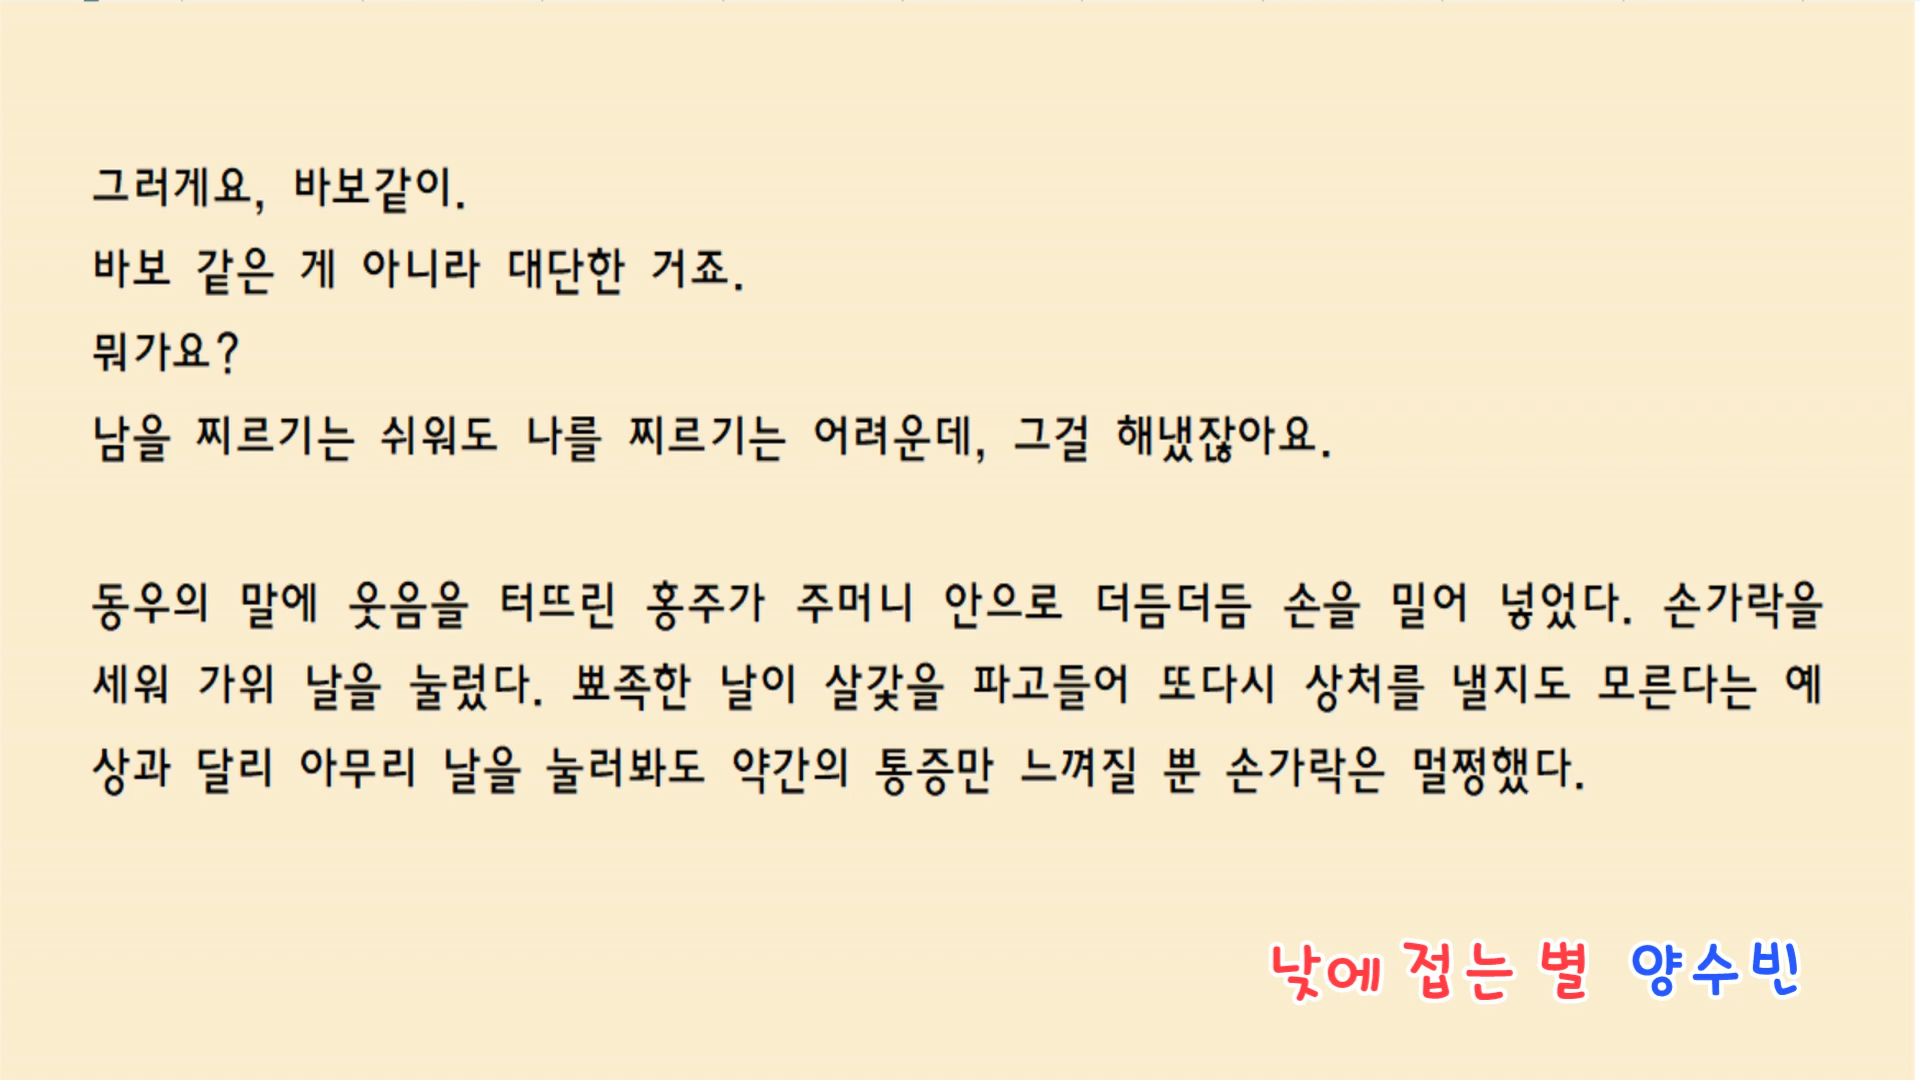 그러게요, 바보같이.
바보 같은 게 아니라 대단한 거죠.
뭐가요?
남을 찌르기는 쉬워도 나를 찌르기는 어려운데, 그걸 해냈잖아요.
동우의 말에 웃음을 터뜨린 홍주가 주머니 안으로 더듬더듬 손을 밀어 넣었다. 손가락을
세워 가위 날을 눌렀다. 뾰족한 날이 살갗을 파고들어 또다시 상처를 낼지도 모른다는 예
상과 달리 아무리 날을 눌러봐도 약간의 통증만 느껴질 뿐 손가락은 멀쩡했다.
낮에 접는 별 양수빈